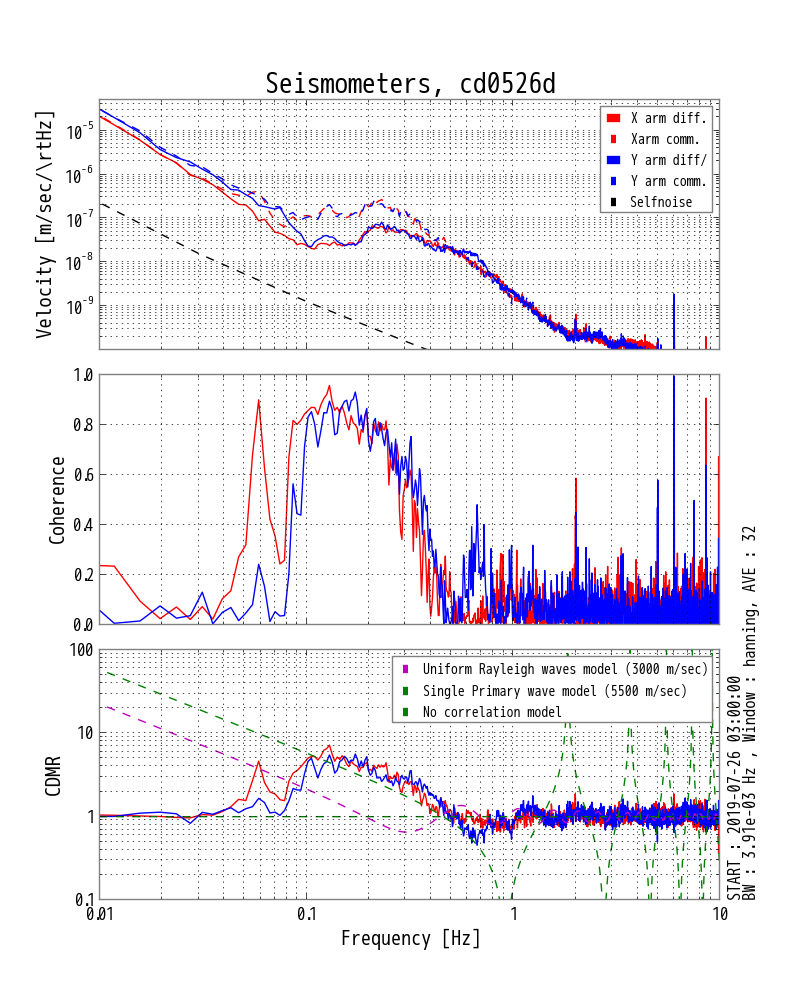 Seismometers, cd0526d
Velocity [m/sec/\rtHz]
10^-5
10^-6
10^-7
10^-8
10^-9
X arm diff.
Xarm comm.
Y arm diff/
Y arm comm.
Selfnoise
Coherence
1.0
0.8
0.6
0.4
0.2
0.0
CDMR
100
10
1
0.1
Uniform Rayleigh waves model (3000 m/sec)
Single Primary wave model (5500 m/sec)
No correlation model
0.01
0.1
1
10
Frequency [Hz]
START : 2019-07-26 03:00:00
BW : 3.91e-03 Hz , Window : hanning, AVE : 32